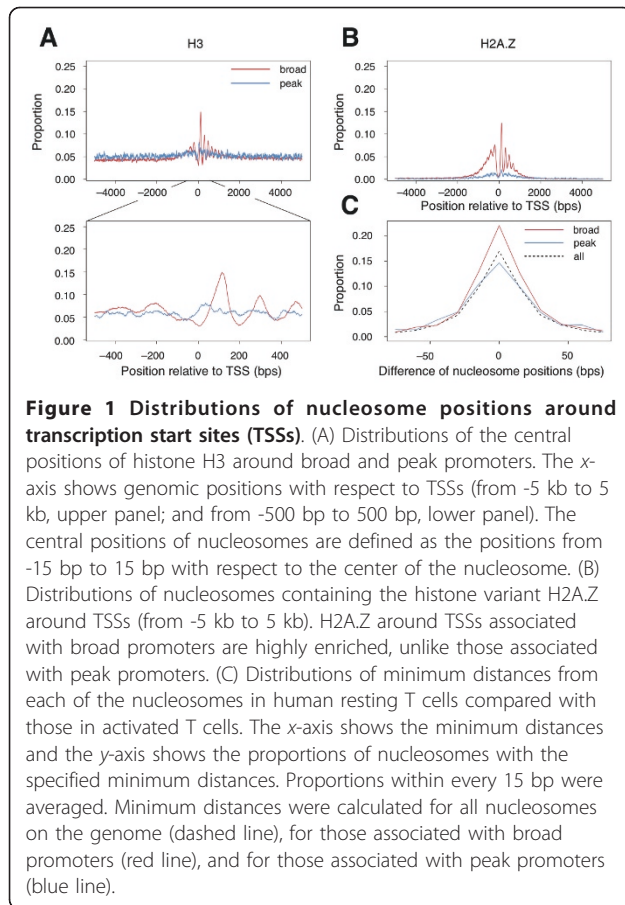 A
H3
B
H2A.Z
0.25
0.20
0.15
0.10
0.05
0.00
Proportion
broad
peak
−4000 −2000 0 2000 4000
Position relative to TSS (bps)
0.25
0.20
0.15
0.10
0.05
0.00
Proportion
−4000 −2000 0 2000 4000
Position relative to TSS (bps)
0.25
0.20
0.15
0.10
0.05
0.00
−400 −200 0 200 400
Position relative to TSS (bps)
C
0.20
0.15
0.10
0.05
0.00
Proportion
broad
peak
all
−50 0 50
Difference of nucleosome positions (bps)
Figure 1 Distributions of nucleosome positions around
transcription start sites (TSSs). (A) Distributions of the central
positions of histone H3 around broad and peak promoters. The x-
axis shows genomic positions with respect to TSSs (from -5 kb to 5
kb, upper panel; and from -500 bp to 500 bp, lower panel). The
central positions of nucleosomes are defined as the positions from
-15 bp to 15 bp with respect to the center of the nucleosome. (B)
Distributions of nucleosomes containing the histone variant H2A.Z
around TSSs (from -5 kb to 5 kb). H2A.Z around TSSs associated
with broad promoters are highly enriched, unlike those associated
with peak promoters. (C) Distributions of minimum distances from
each of the nucleosomes in human resting T cells compared with
those in activated T cells. The x-axis shows the minimum distances
and the y-axis shows the proportions of nucleosomes with the
specified minimum distances. Proportions within every 15 bp were
averaged. Minimum distances were calculated for all nucleosomes
on the genome (dashed line), for those associated with broad
promoters (red line), and for those associated with peak promoters
(blue line).